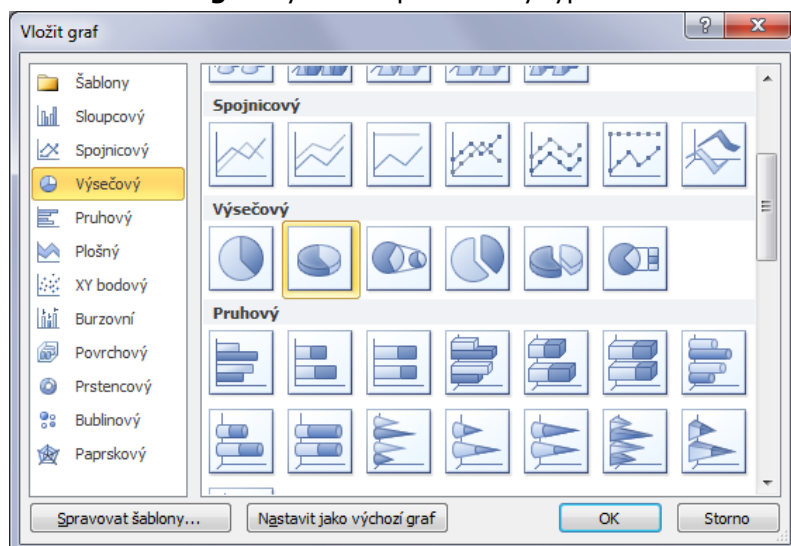 Vložit graf
Šablony
Sloupcový
Spojnicový
Výsečový
Pruhový
Plošný
XY bodový
Burzovní
Povrchový
Prstencový
Bublinový
Paprskový
Spojnicový
Výsečový
Pruhový
Spravovat šablony...
Nastavit jako výchozí graf
OK
Storno